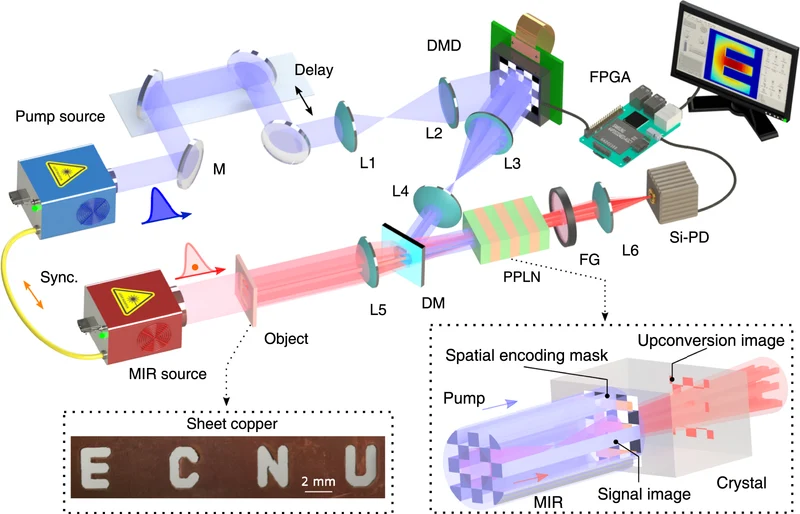 DMD
Delay
FPGA
Pump source
L1
L2
L3
M
L4
Si-PD
L6
FG
PPLN
Sync.
L5
DM
Object
MIR source
Sheet copper
E C N U
2 mm
Spatial encoding mask
Upconversion image
Pump
MIR
Signal image
Crystal